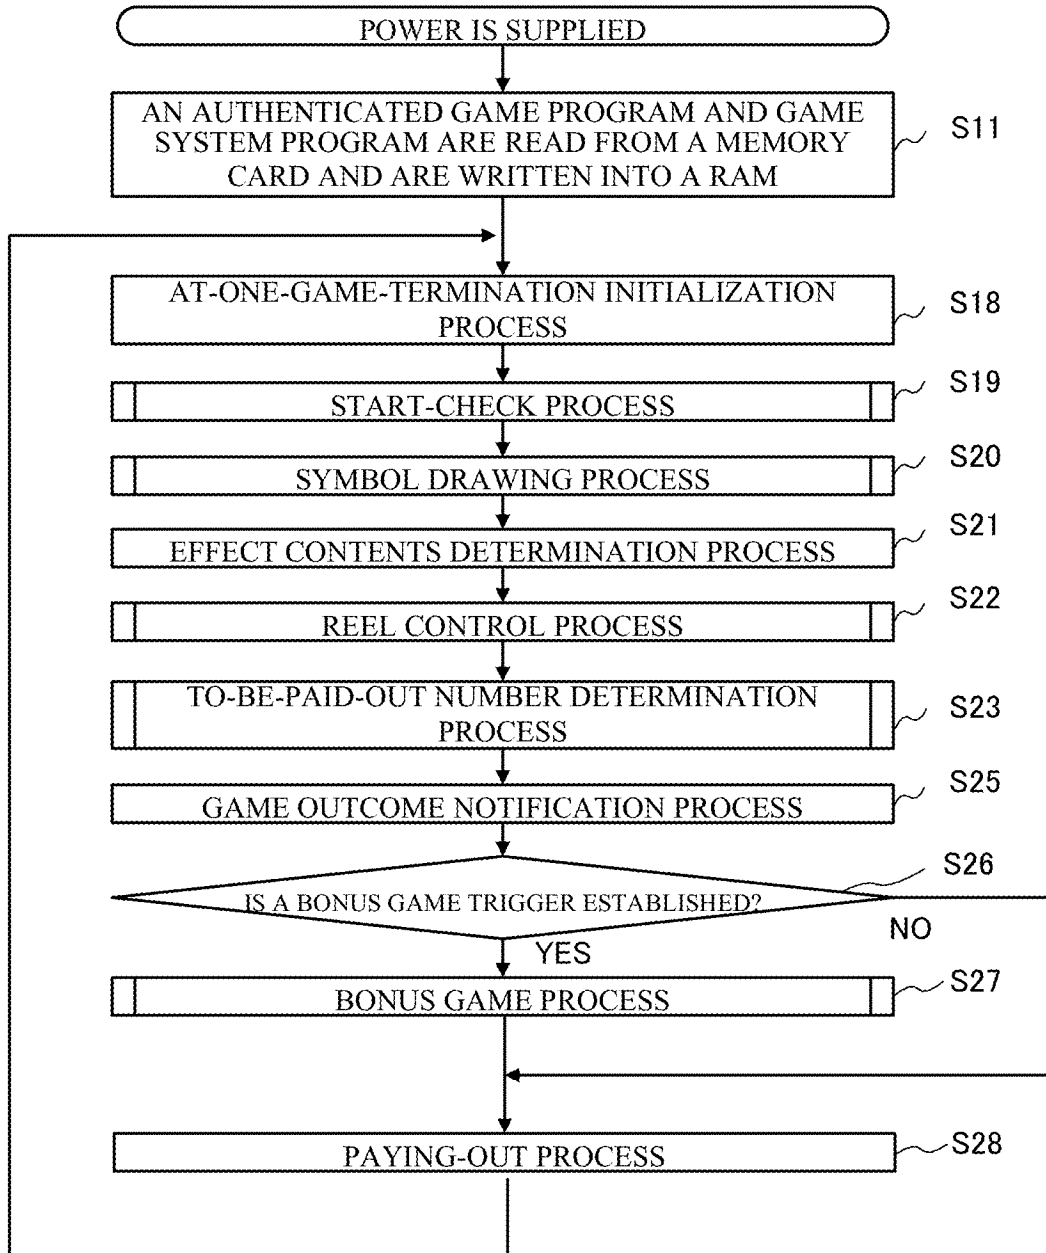 POWER IS SUPPLIED
AN AUTHENTICATED GAME PROGRAM AND GAME
SYSTEM PROGRAM ARE READ FROM A MEMORY
CARD AND ARE WRITTEN INTO A RAM
S11
AT-ONE-GAME-TERMINATION INITIALIZATION
PROCESS
S18
START-CHECK PROCESS
S19
SYMBOL DRAWING PROCESS
S20
EFFECT CONTENTS DETERMINATION PROCESS
S21
REEL CONTROL PROCESS
S22
TO-BE-PAID-OUT NUMBER DETERMINATION
PROCESS
S23
GAME OUTCOME NOTIFICATION PROCESS
S25
IS A BONUS GAME TRIGGER ESTABLISHED?
S26
NO
YES
BONUS GAME PROCESS
S27
PAYING-OUT PROCESS
S28